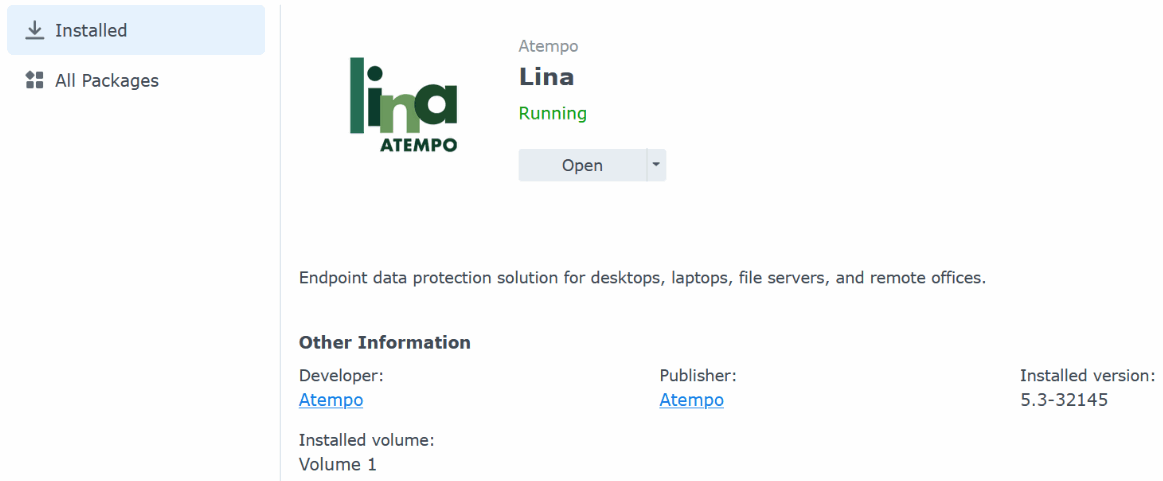 Installed
All Packages
lina
ATEMPO
Atempo
Lina
Running
Open
Endpoint data protection solution for desktops, laptops, file servers, and remote offices.
Other Information
Developer:
Atempo
Publisher:
Atempo
Installed version:
5.3-32145
Installed volume:
Volume 1